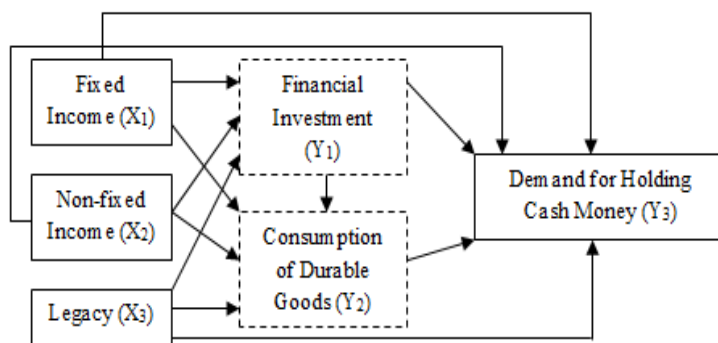 Fixed
Income (X1)
Financial
Investment
(Y1)
Non-fixed
Income (X2)
Demand for Holding
Cash Money (Y3)
Consumption
of Durable
Goods (Y2)
Legacy (X3)